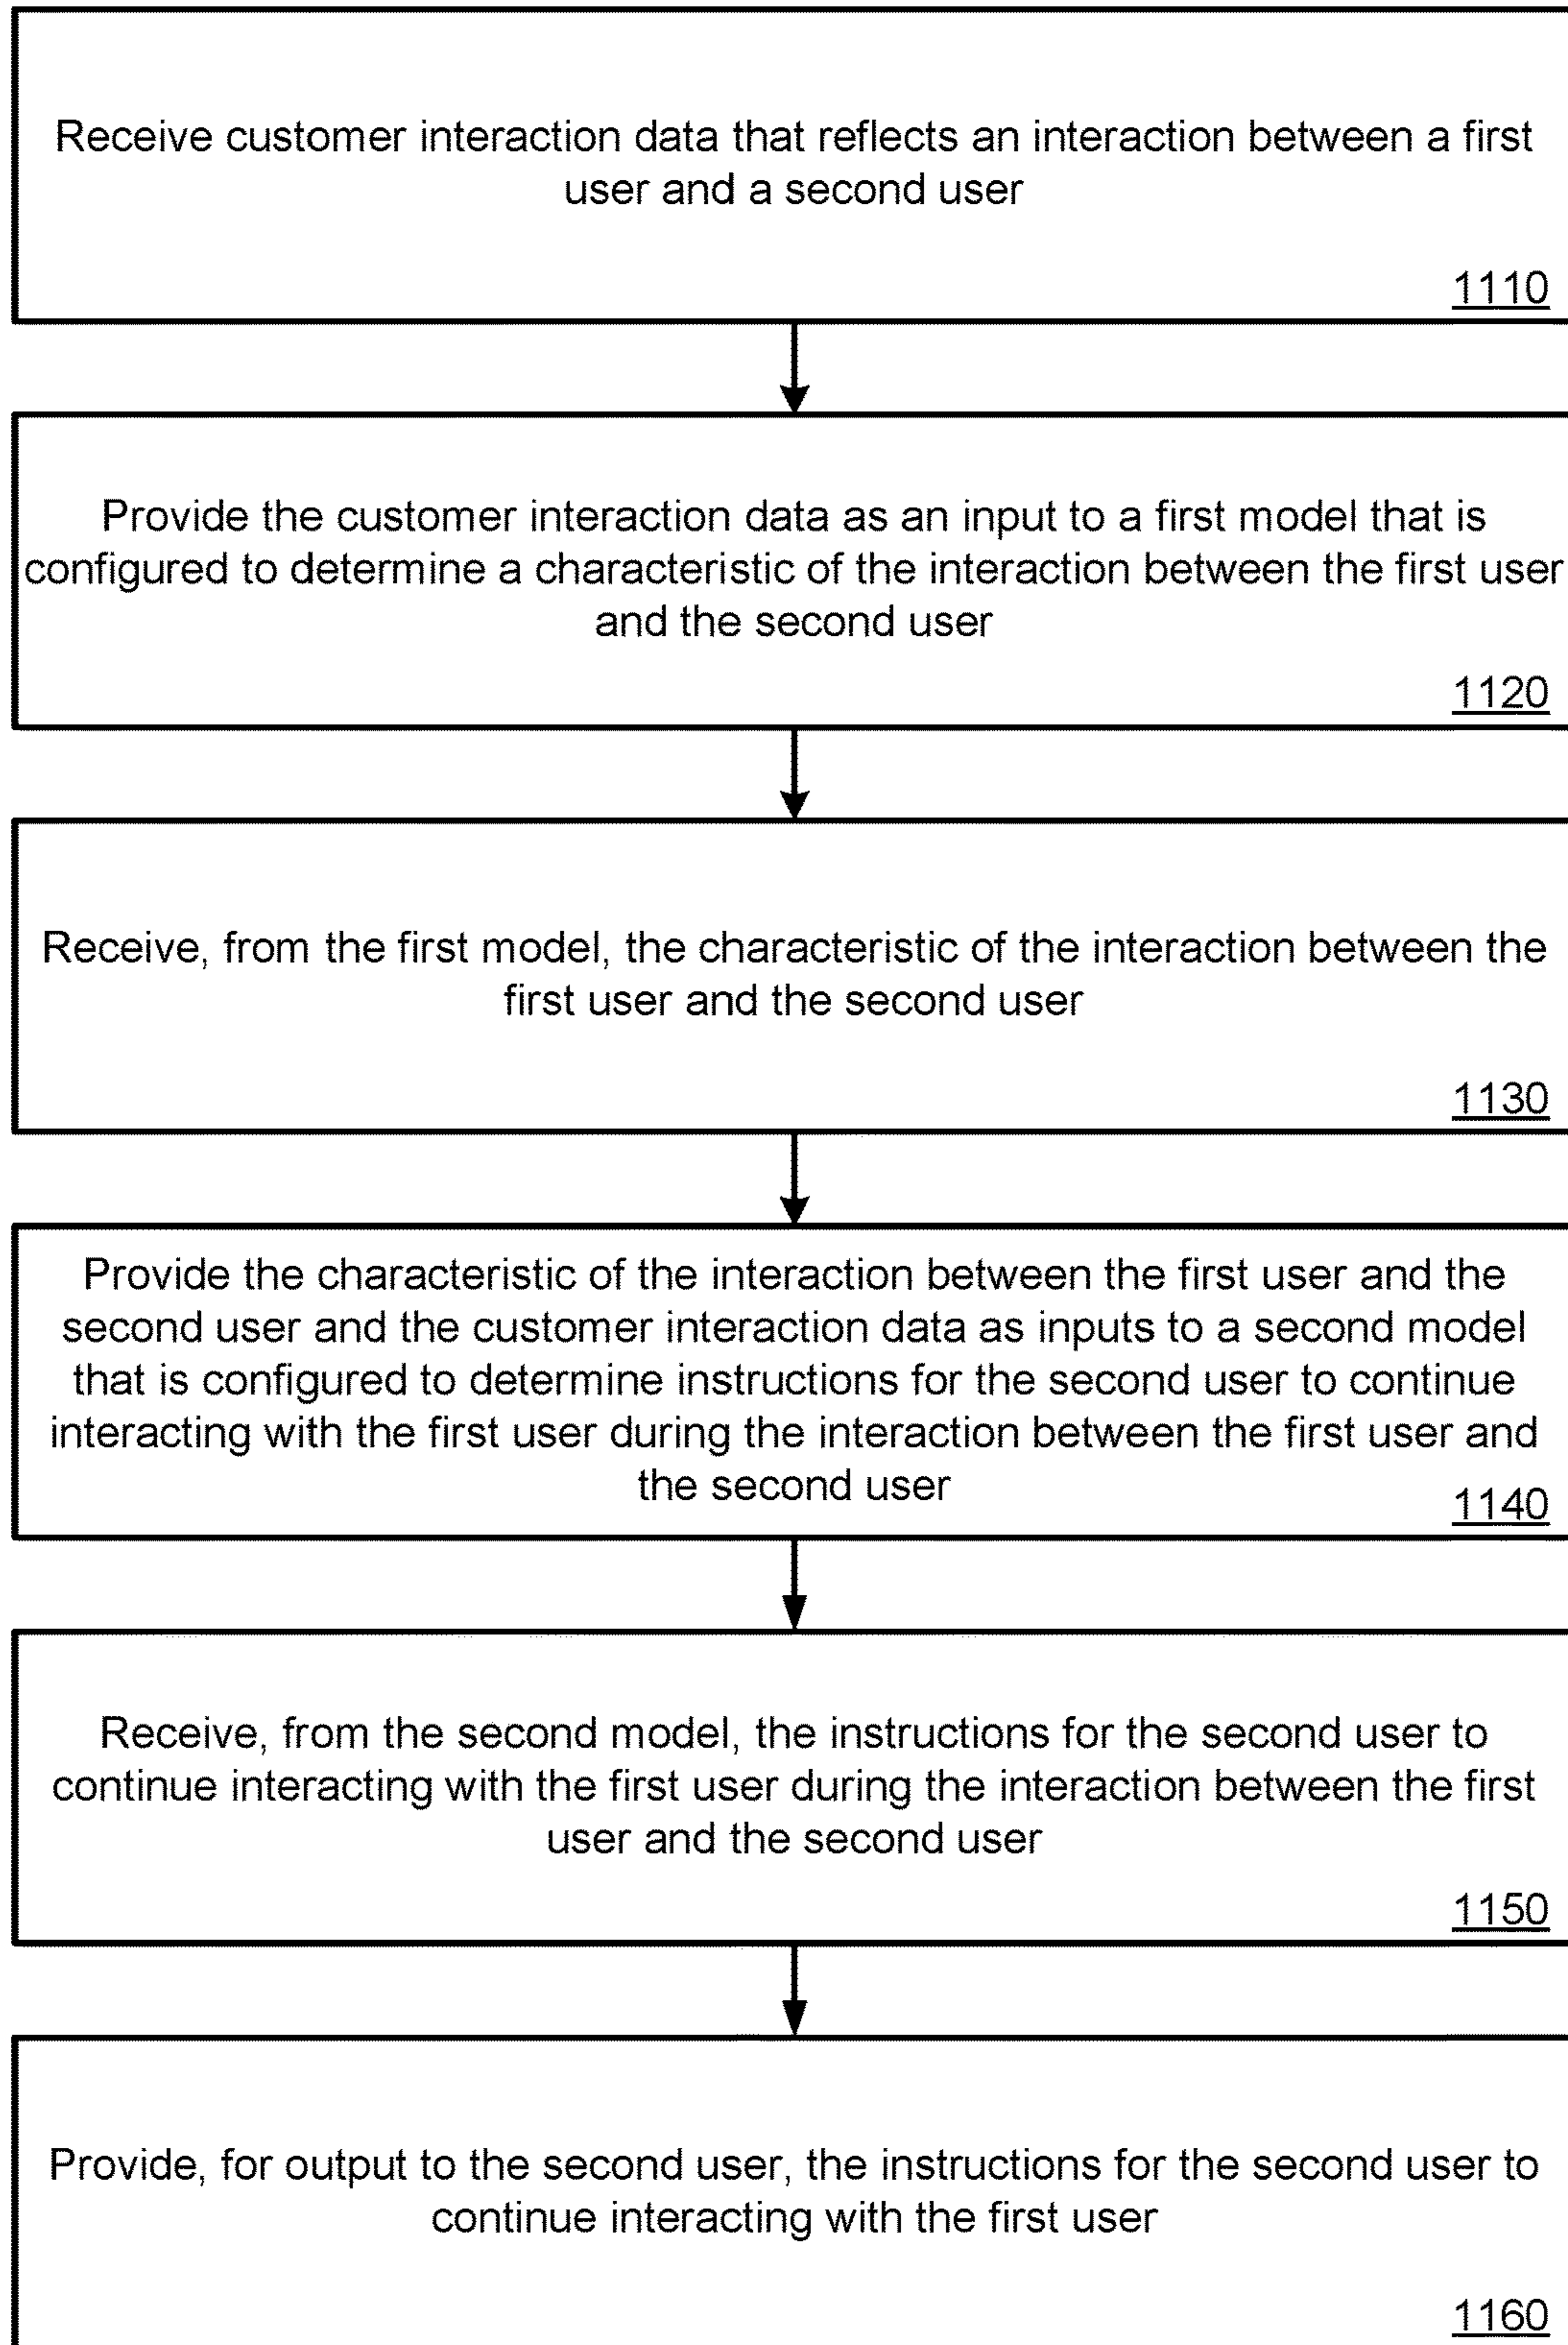 Receive customer interaction data that reflects an interaction between a first
user and a second user
1110
Provide the customer interaction data as an input to a first model that is
configured to determine a characteristic of the interaction between the first user
and the second user
1120
Receive, from the first model, the characteristic of the interaction between the
first user and the second user
1130
Provide the characteristic of the interaction between the first user and the
second user and the customer interaction data as inputs to a second model
that is configured to determine instructions for the second user to continue
interacting with the first user during the interaction between the first user and
the second user
1140
Receive, from the second model, the instructions for the second user to
continue interacting with the first user during the interaction between the first
user and the second user
1150
Provide, for output to the second user, the instructions for the second user to
continue interacting with the first user
1160